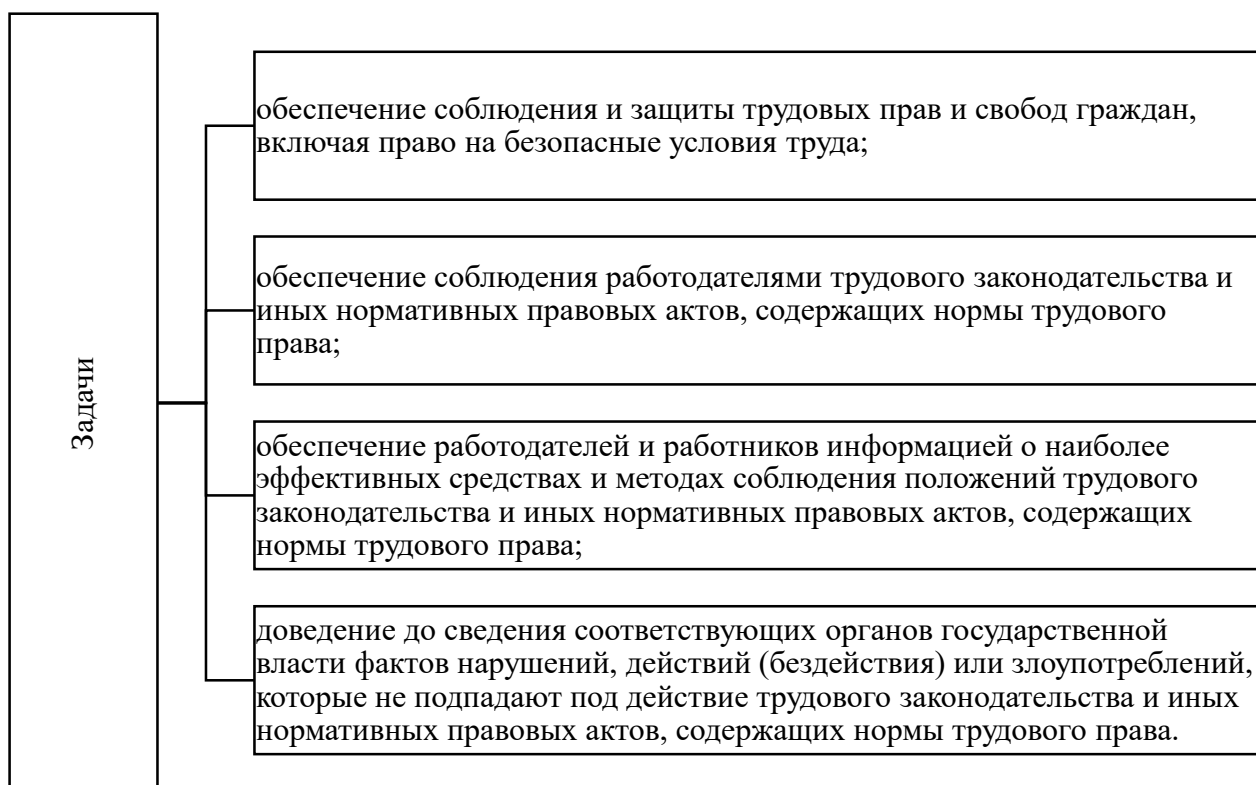 Задачи
обеспечение соблюдения и защиты трудовых прав и свобод граждан,
включая право на безопасные условия труда;
обеспечение соблюдения работодателями трудового законодательства и
иных нормативных правовых актов, содержащих нормы трудового
права;
обеспечение работодателей и работников информацией о наиболее
эффективных средствах и методах соблюдения положений трудового
законодательства и иных нормативных правовых актов, содержащих
нормы трудового права;
доведение до сведения соответствующих органов государственной
власти фактов нарушений, действий (бездействия) или злоупотреблений,
которые не подпадают под действие трудового законодательства и иных
нормативных правовых актов, содержащих нормы трудового права.